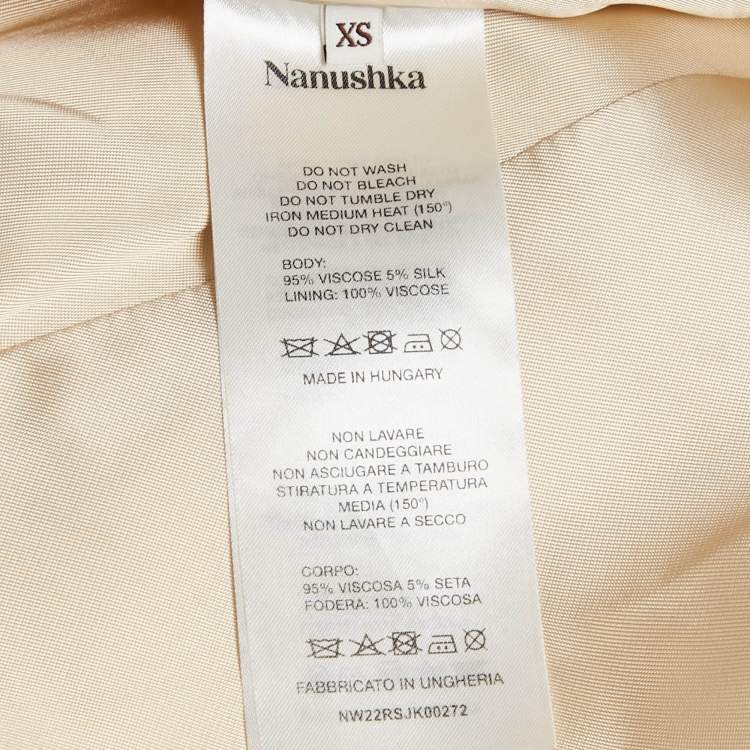 XS
Nanushka
DO NOT WASH
DO NOT BLEACH
DO NOT TUMBLE DRY
IRON MEDIUM HEAT (150°)
DO NOT DRY CLEAN
BODY:
95% VISCOSE 5% SILK
LINING: 100% VISCOSE
MADE IN HUNGARY
NON LAVARE
NON CANDEGGIARE
NON ASCIUGARE A TAMBURO
STIRATURA A TEMPERATURA
MEDIA (150°)
NON LAVARE A SECCO
CORPO:
95% VISCOSA 5% SETA
FODERA: 100% VISCOSA
FABBRICATO IN UNGHERIA
NW22RSJK00272